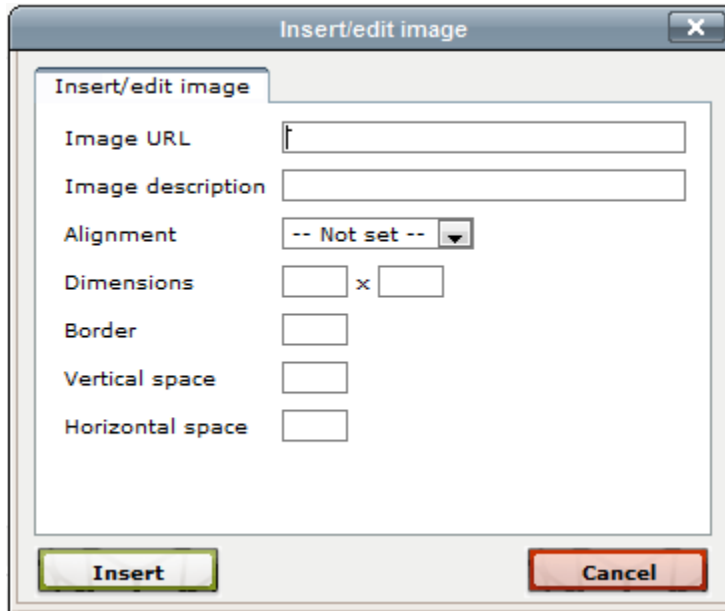 Insert/edit image
Insert/edit image
Image URL
Image description
Alignment -- Not set --
Dimensions x
Border
Vertical space
Horizontal space
Insert Cancel